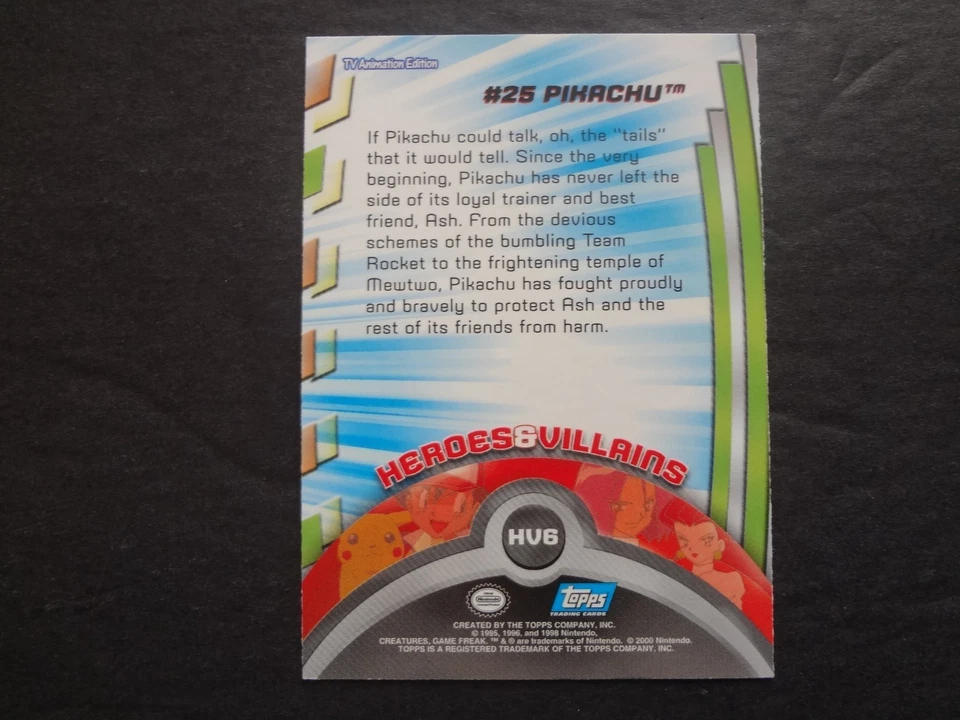 TV Animation Edition
#25 PIKACHU™
If Pikachu could talk, oh, the "tails"
that it would tell. Since the very
beginning, Pikachu has never left the
side of its loyal trainer and best
friend, Ash. From the devious
schemes of the bumbling Team
Rocket to the frightening temple of
Mewtwo, Pikachu has fought proudly
and bravely to protect Ash and the
rest of its friends from harm.
HEROES&VILLAINS
HV6
Nintendo
topps
TRADING CARDS
CREATED BY THE TOPPS COMPANY, INC.
© 1995, 1996, and 1998 Nintendo,
CREATURES, GAME FREAK. ™ & ® are trademarks of Nintendo. © 2000 Nintendo.
TOPPS IS A REGISTERED TRADEMARK OF THE TOPPS COMPANY, INC.